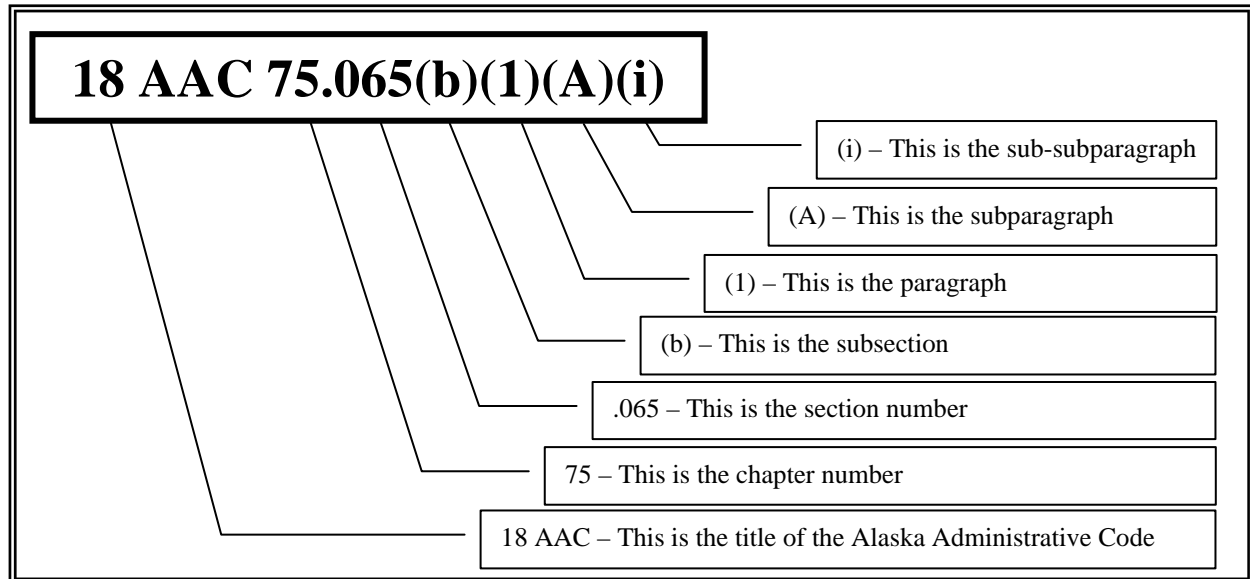 18 AAC 75.065(b)(1)(A)(i)
(i) – This is the sub-subparagraph
(A) – This is the subparagraph
(1) – This is the paragraph
(b) – This is the subsection
.065 – This is the section number
75 – This is the chapter number
18 AAC – This is the title of the Alaska Administrative Code